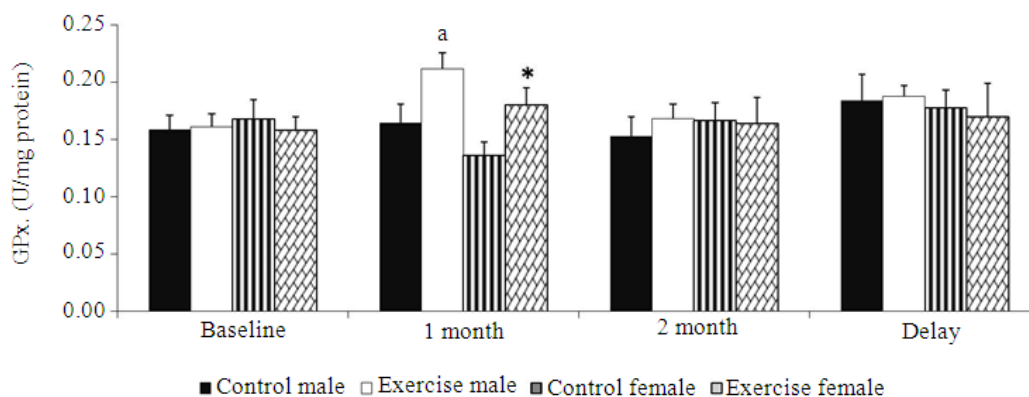 GPx. (U/mg protein)
0.25
0.20
0.15
0.10
0.05
0.00
a
*
Baseline 1 month 2 month Delay
Control male Exercise male Control female Exercise female